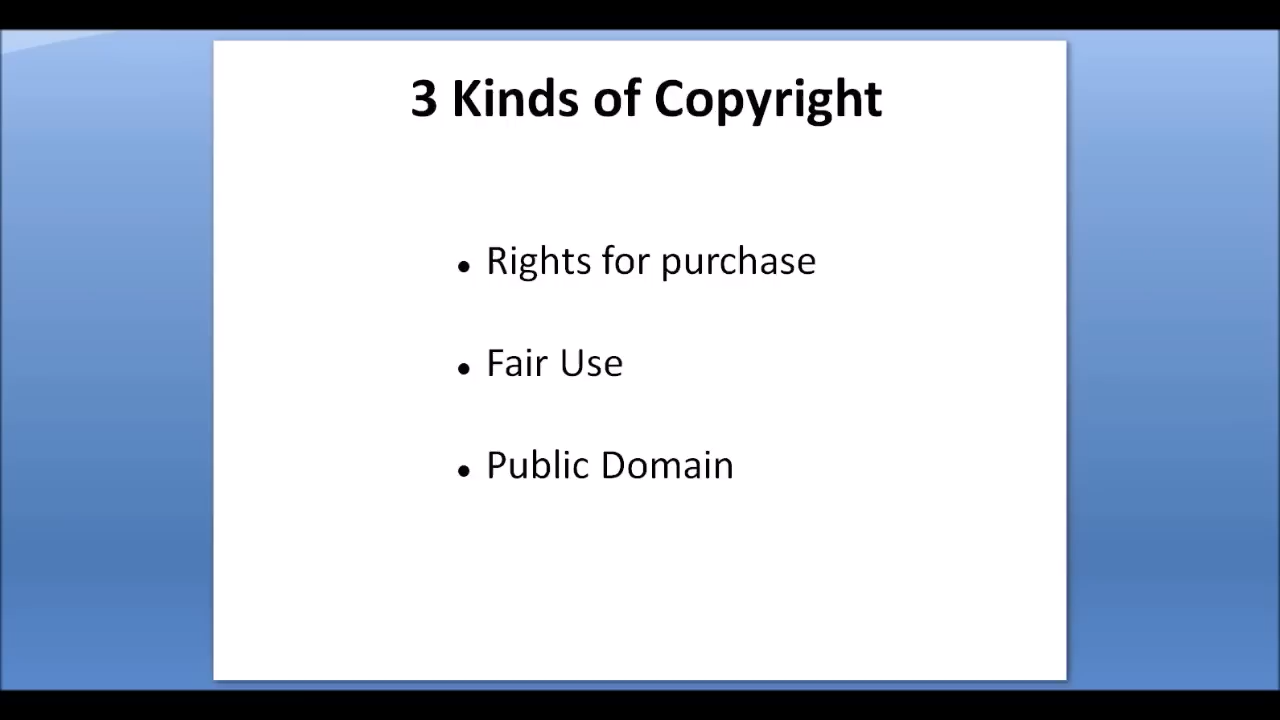 3 Kinds of Copyright
• Rights for purchase
• Fair Use
• Public Domain